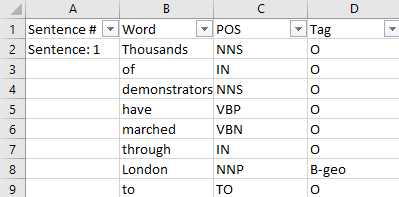 A B C D
1 Sentence # Word POS Tag
2 Sentence: 1 Thousands NNS O
3 of IN O
4 demonstrators NNS O
5 have VBP O
6 marched VBN O
7 through IN O
8 London NNP B-geo
9 to TO O